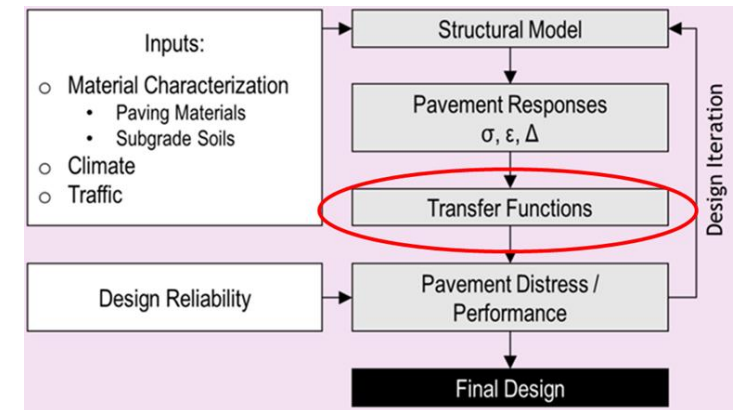 Inputs:
○ Material Characterization
• Paving Materials
• Subgrade Soils
○ Climate
○ Traffic
Design Reliability
Structural Model
Pavement Responses
σ, ε, Δ
Transfer Functions
Pavement Distress /
Performance
Final Design
Design Iteration